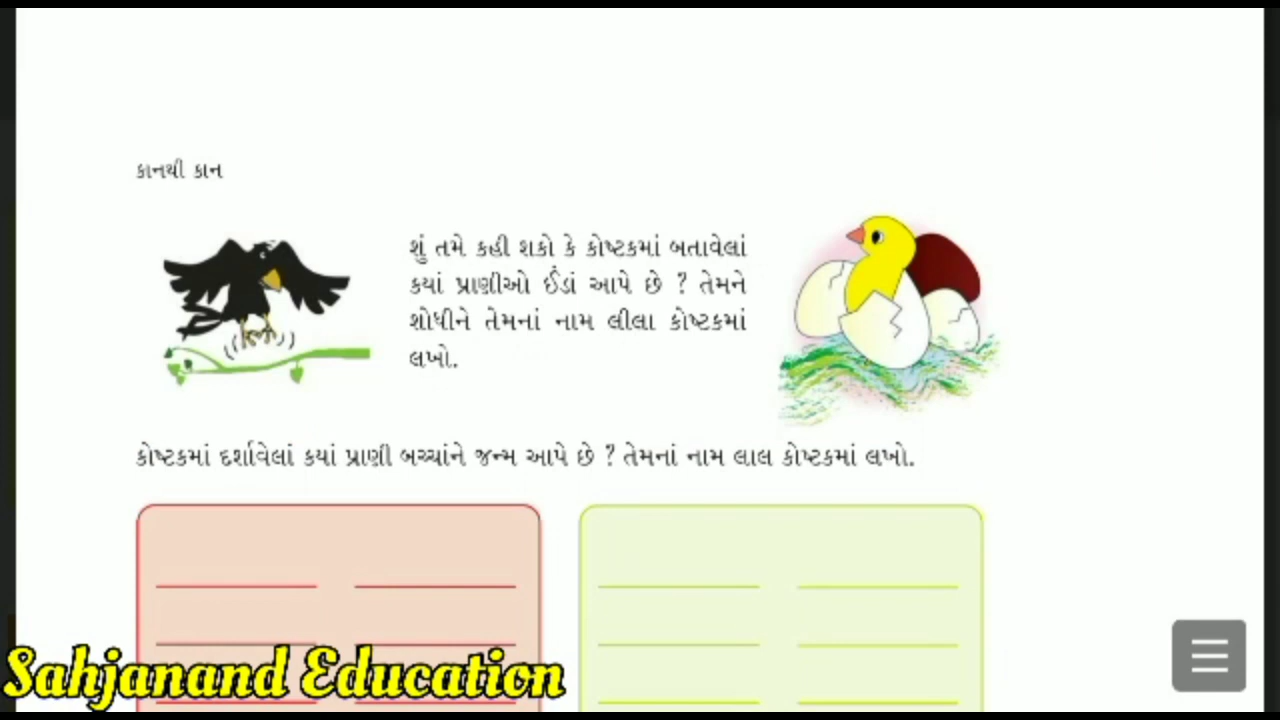 કાનથી કાન
શું તમે કહી શકો કે કોષ્ટકમાં બતાવેલાં
કયાં પ્રાણીઓ ઈંડાં આપે છે ? તેમને
શોધીને તેમનાં નામ લીલા કોષ્ટકમાં
લખો.
કોષ્ટકમાં દર્શાવેલાં કયાં પ્રાણી બચ્ચાંને જન્મ આપે છે ? તેમનાં નામ લાલ કોષ્ટકમાં લખો.
Sahjanand Education